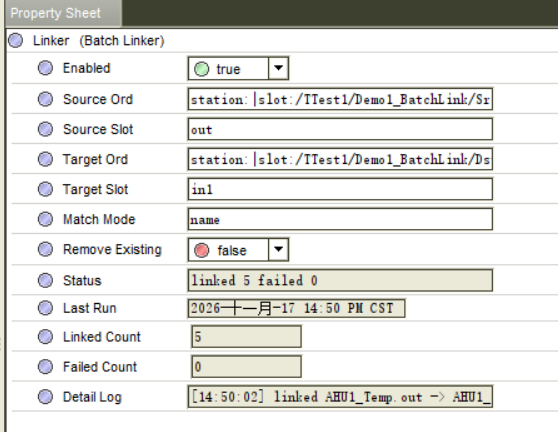 Property Sheet
Linker (Batch Linker)
Enabled true
Source Ord station:|slot:/TTest1/Demo1_BatchLink/Sr
Source Slot out
Target Ord station:|slot:/TTest1/Demo1_BatchLink/Ds
Target Slot in1
Match Mode name
Remove Existing false
Status linked 5 failed 0
Last Run 2026-十一月-17 14:50 PM CST
Linked Count 5
Failed Count 0
Detail Log [14:50:02] linked AHU1_Temp.out -> AHU1_